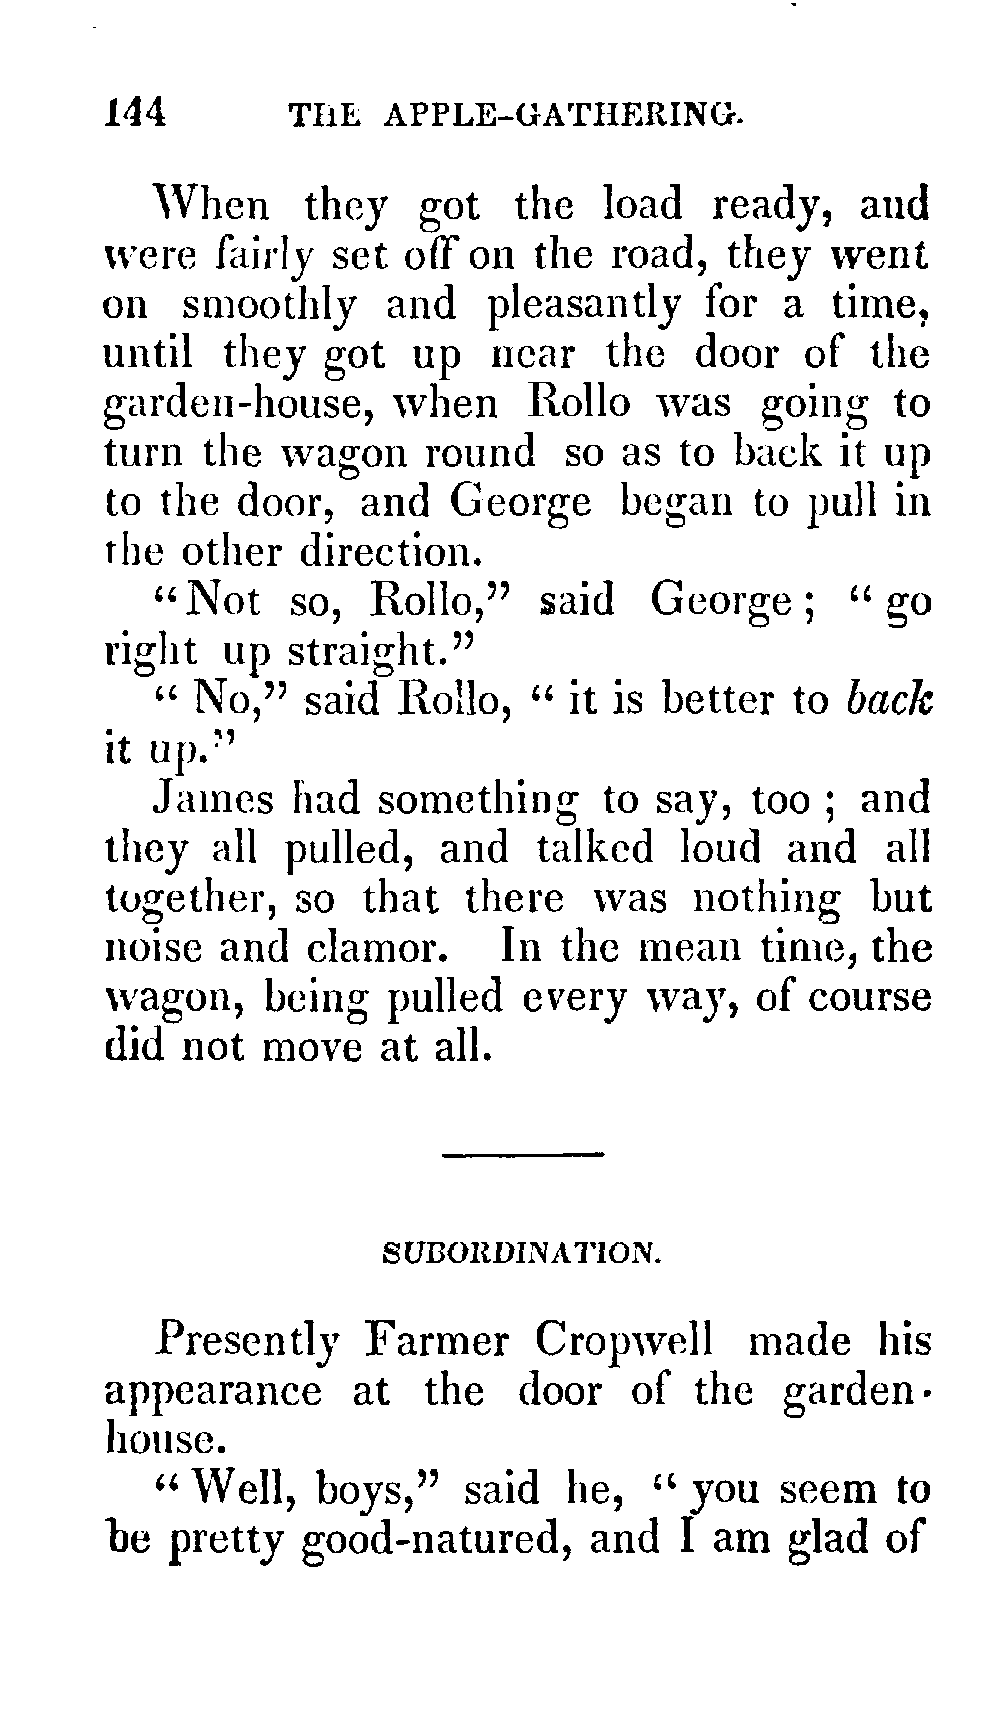 144 THE APPLE-GATHERING.
When they got the load ready, and
were fairly set off on the road, they went
on smoothly and pleasantly for a time,
until they got up near the door of the
garden-house, when Rollo was going to
turn the wagon round so as to back it up
to the door, and George began to pull in
the other direction.
“Not so, Rollo,” said George; “go
right up straight.”
“No,” said Rollo, “it is better to back
it up.”
James had something to say, too; and
they all pulled, and talked loud and all
together, so that there was nothing but
noise and clamor. In the mean time, the
wagon, being pulled every way, of course
did not move at all.
SUBORDINATION.
Presently Farmer Cropwell made his
appearance at the door of the garden-
house.
“Well, boys,” said he, “you seem to
be pretty good-natured, and I am glad of